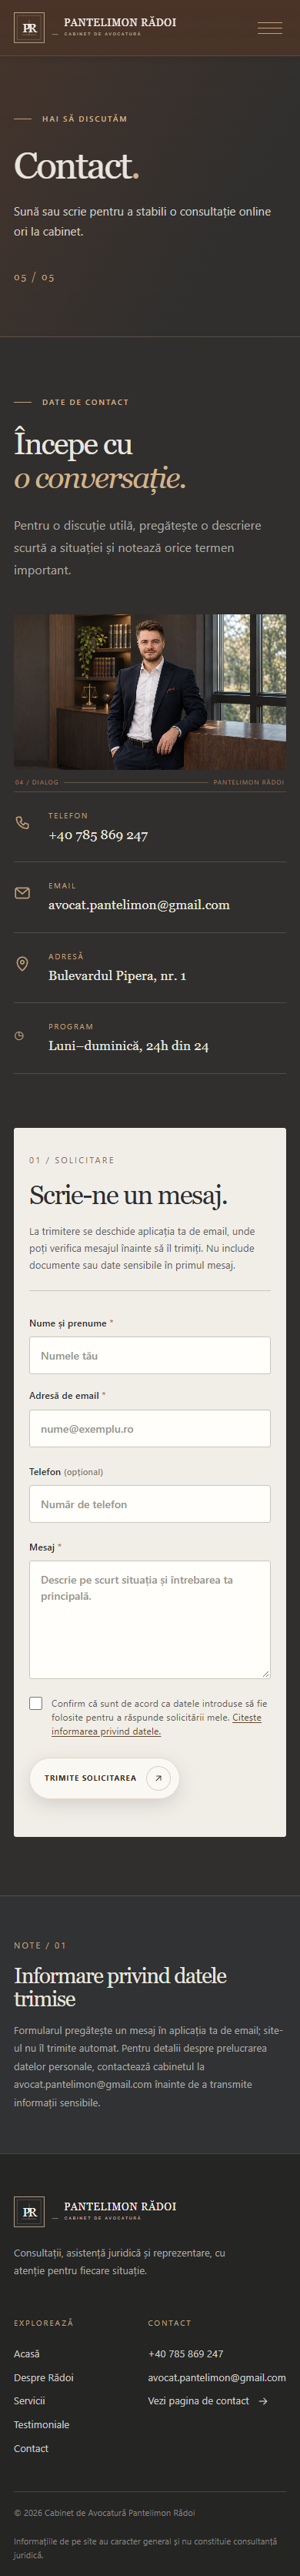 PR
PANTELIMON RĂDOI
CABINET DE AVOCATURĂ
HAI SĂ DISCUTĂM
Contact.
Sună sau scrie pentru a stabili o consultație online
ori la cabinet.
05 / 05
DATE DE CONTACT
Începe cu
o conversație.
Pentru o discuție utilă, pregătește o descriere
scurtă a situației și notează orice termen
important.
04 / DIALOG
PANTELIMON RĂDOI
TELEFON
+40 785 869 247
EMAIL
avocat.pantelimon@gmail.com
ADRESĂ
Bulevardul Pipera, nr. 1
PROGRAM
Luni–duminică, 24h din 24
01 / SOLICITARE
Scrie-ne un mesaj.
La trimitere se deschide aplicația ta de email, unde
poți verifica mesajul înainte să îl trimiți. Nu include
documente sau date sensibile în primul mesaj.
Nume și prenume *
Numele tău
Adresă de email *
nume@exemplu.ro
Telefon (opțional)
Număr de telefon
Mesaj *
Descrie pe scurt situația și întrebarea ta
principală.
Confirm că sunt de acord ca datele introduse să fie
folosite pentru a răspunde solicitării mele. Citește
informarea privind datele.
TRIMITE SOLICITAREA
NOTE / 01
Informare privind datele
trimise
Formularul pregătește un mesaj în aplicația ta de email; site-
ul nu îl trimite automat. Pentru detalii despre prelucrarea
datelor personale, contactează cabinetul la
avocat.pantelimon@gmail.com înainte de a transmite
informații sensibile.
PR
PANTELIMON RĂDOI
CABINET DE AVOCATURĂ
Consultații, asistență juridică și reprezentare, cu
atenție pentru fiecare situație.
EXPLOREAZĂ
Acasă
Despre Rădoi
Servicii
Testimoniale
Contact
CONTACT
+40 785 869 247
avocat.pantelimon@gmail.com
Vezi pagina de contact →
© 2026 Cabinet de Avocatură Pantelimon Rădoi
Informațiile de pe site au caracter general și nu constituie consultanță
juridică.